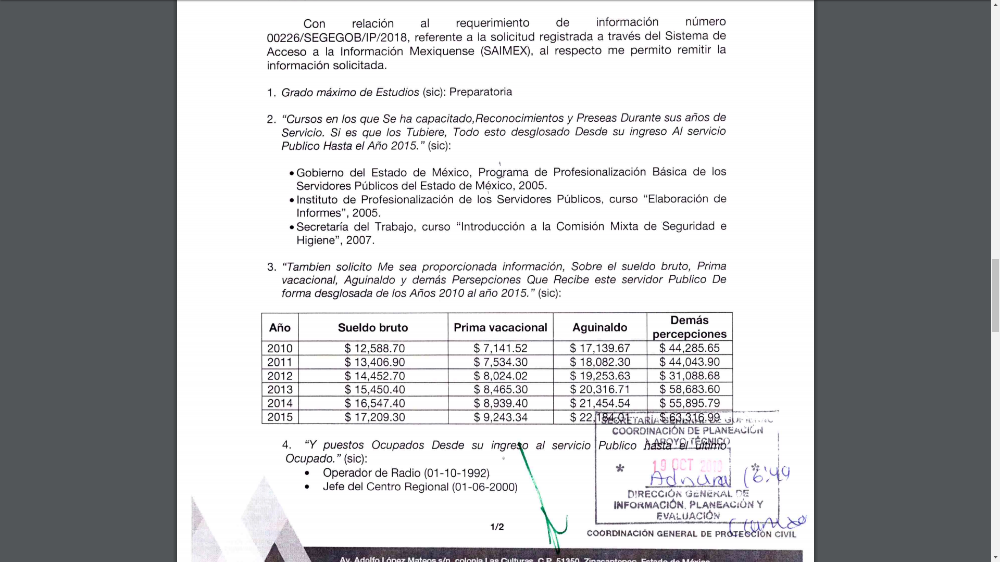 Con relación al requerimiento de información número
00226/SEGEGOB/IP/2018, referente a la solicitud registrada a través del Sistema de
Acceso a la Información Mexiquense (SAIMEX), al respecto me permito remitir la
información solicitada.
1. Grado máximo de Estudios (sic): Preparatoria
2. “Cursos en los que Se ha capacitado,Reconocimientos y Preseas Durante sus años de
Servicio. Si es que los Tubiere, Todo esto desglosado Desde su ingreso Al servicio
Publico Hasta el Año 2015.” (sic):
• Gobierno del Estado de México, Programa de Profesionalización Básica de los
Servidores Públicos del Estado de México, 2005.
• Instituto de Profesionalización de los Servidores Públicos, curso “Elaboración de
Informes”, 2005.
• Secretaría del Trabajo, curso “Introducción a la Comisión Mixta de Seguridad e
Higiene”, 2007.
3. “Tambien solicito Me sea proporcionada información, Sobre el sueldo bruto, Prima
vacacional, Aguinaldo y demás Persepciones Que Recibe este servidor Publico De
forma desglosada de los Años 2010 al año 2015.” (sic):
Año Sueldo bruto Prima vacacional Aguinaldo Demás percepciones
2010 $ 12,588.70 $ 7,141.52 $ 17,139.67 $ 44,285.65
2011 $ 13,406.90 $ 7,534.30 $ 18,082.30 $ 44,043.90
2012 $ 14,452.70 $ 8,024.02 $ 19,253.63 $ 31,088.68
2013 $ 15,450.40 $ 8,465.30 $ 20,316.71 $ 58,683.60
2014 $ 16,547.40 $ 8,939.40 $ 21,454.54 $ 55,895.79
2015 $ 17,209.30 $ 9,243.34 $ 22,184.01 $ 63,316.99
SECRETARÍA GENERAL DE GOBIERNO
COORDINACIÓN DE PLANEACIÓN
Y APOYO TÉCNICO
4. “Y puestos Ocupados Desde su ingreso al servicio Publico hasta el último
Ocupado.” (sic):
• Operador de Radio (01-10-1992)
• Jefe del Centro Regional (01-06-2000)
* 19 OCT 2018 *
16:49
DIRECCIÓN GENERAL DE
INFORMACIÓN, PLANEACIÓN Y
EVALUACIÓN
1/2
COORDINACIÓN GENERAL DE PROTECCIÓN CIVIL
Av. Adolfo López Mateos s/n, colonia Las Culturas, C.P. 51350, Zinacantepec, Estado de México